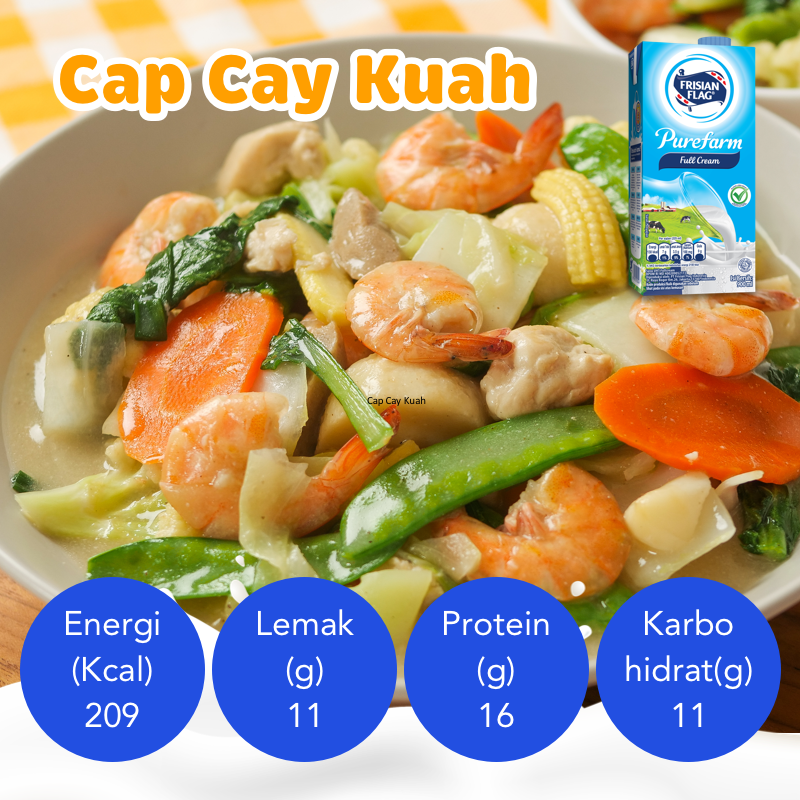 Cap Cay Kuah
FRISIAN
FLAG
Purefarm
Full Cream
Cap Cay Kuah
Energi
(Kcal)
209
Lemak
(g)
11
Protein
(g)
16
Karbo
hidrat(g)
11